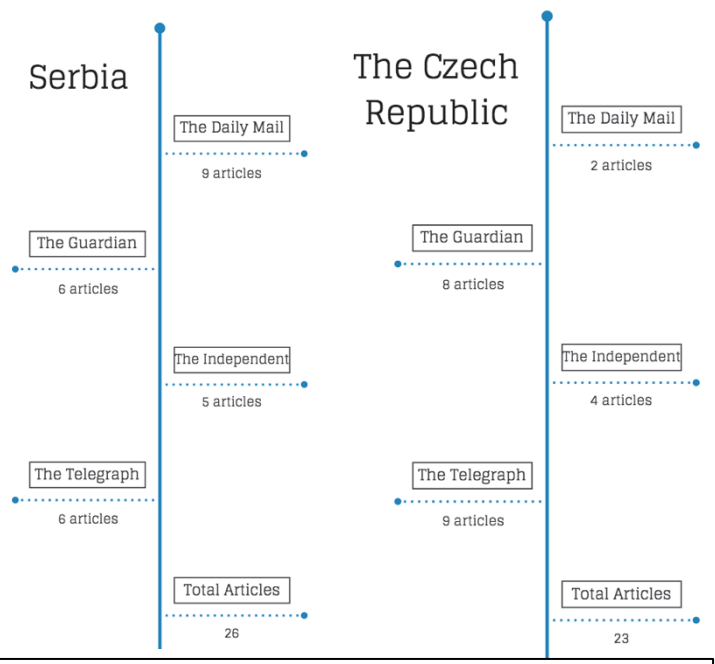 Serbia
The Daily Mail
9 articles
The Guardian
6 articles
The Independent
5 articles
The Telegraph
6 articles
Total Articles
26
The Czech
Republic
The Daily Mail
2 articles
The Guardian
8 articles
The Independent
4 articles
The Telegraph
9 articles
Total Articles
23